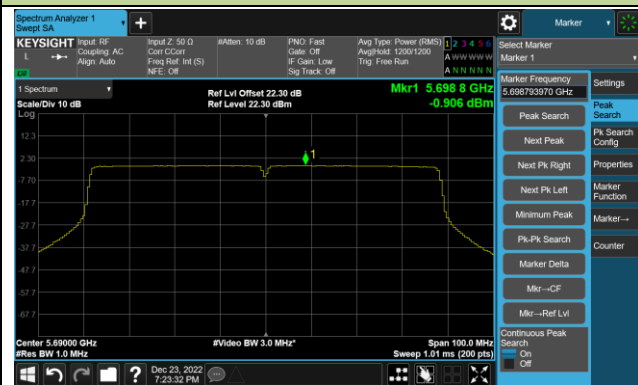 Spectrum Analyzer 1
Swept SA
+
Marker
KEYSIGHT
L
Input: RF
Coupling: AC
Align: Auto
Input Z: 50 Ω
Corr CCorr
Freq Ref: Int (S)
NFE: Off
#Atten: 10 dB
PNO: Fast
Gate: Off
IF Gain: Low
Sig Track: Off
Avg Type: Power (RMS)
Avg|Hold: 1200/1200
Trig: Free Run
1 2 3 4 5 6
A W W W W W
A N N N N N
Select Marker
Marker 1
1 Spectrum
Scale/Div 10 dB
Log
Ref Lvl Offset 22.30 dB
Ref Level 22.30 dBm
Mkr1 5.698 8 GHz
-0.906 dBm
12.3
2.30
-7.70
-17.7
-27.7
-37.7
-47.7
-57.7
-67.7
1
Center 5.69000 GHz
#Res BW 1.0 MHz
#Video BW 3.0 MHz*
Span 100.0 MHz
Sweep 1.01 ms (200 pts)
Marker Frequency
5.698793970 GHz
Peak Search
Next Peak
Next Pk Right
Next Pk Left
Minimum Peak
Pk-Pk Search
Marker Delta
Mkr→CF
Mkr→Ref Lvl
Continuous Peak
Search
On
Off
Settings
Peak
Search
Pk Search
Config
Properties
Marker
Function
Marker→
Counter
?
Dec 23, 2022
7:23:32 PM